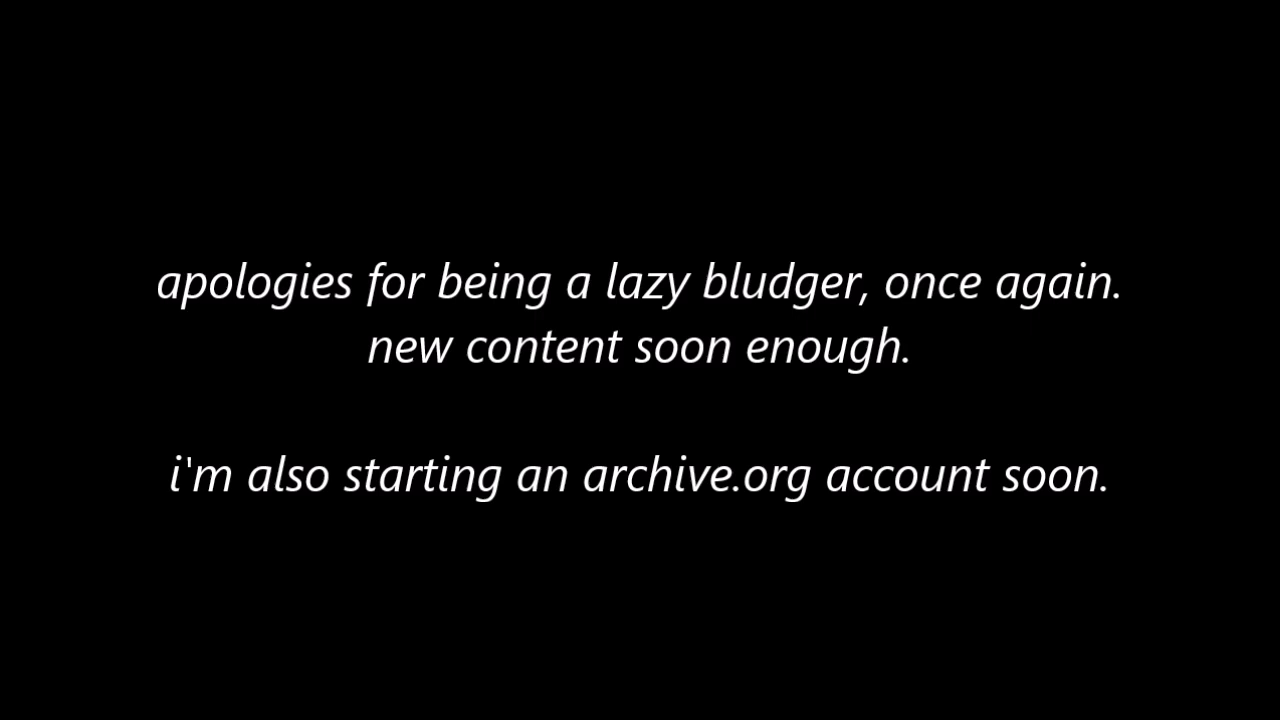 apologies for being a lazy bludger, once again.
new content soon enough.
i'm also starting an archive.org account soon.